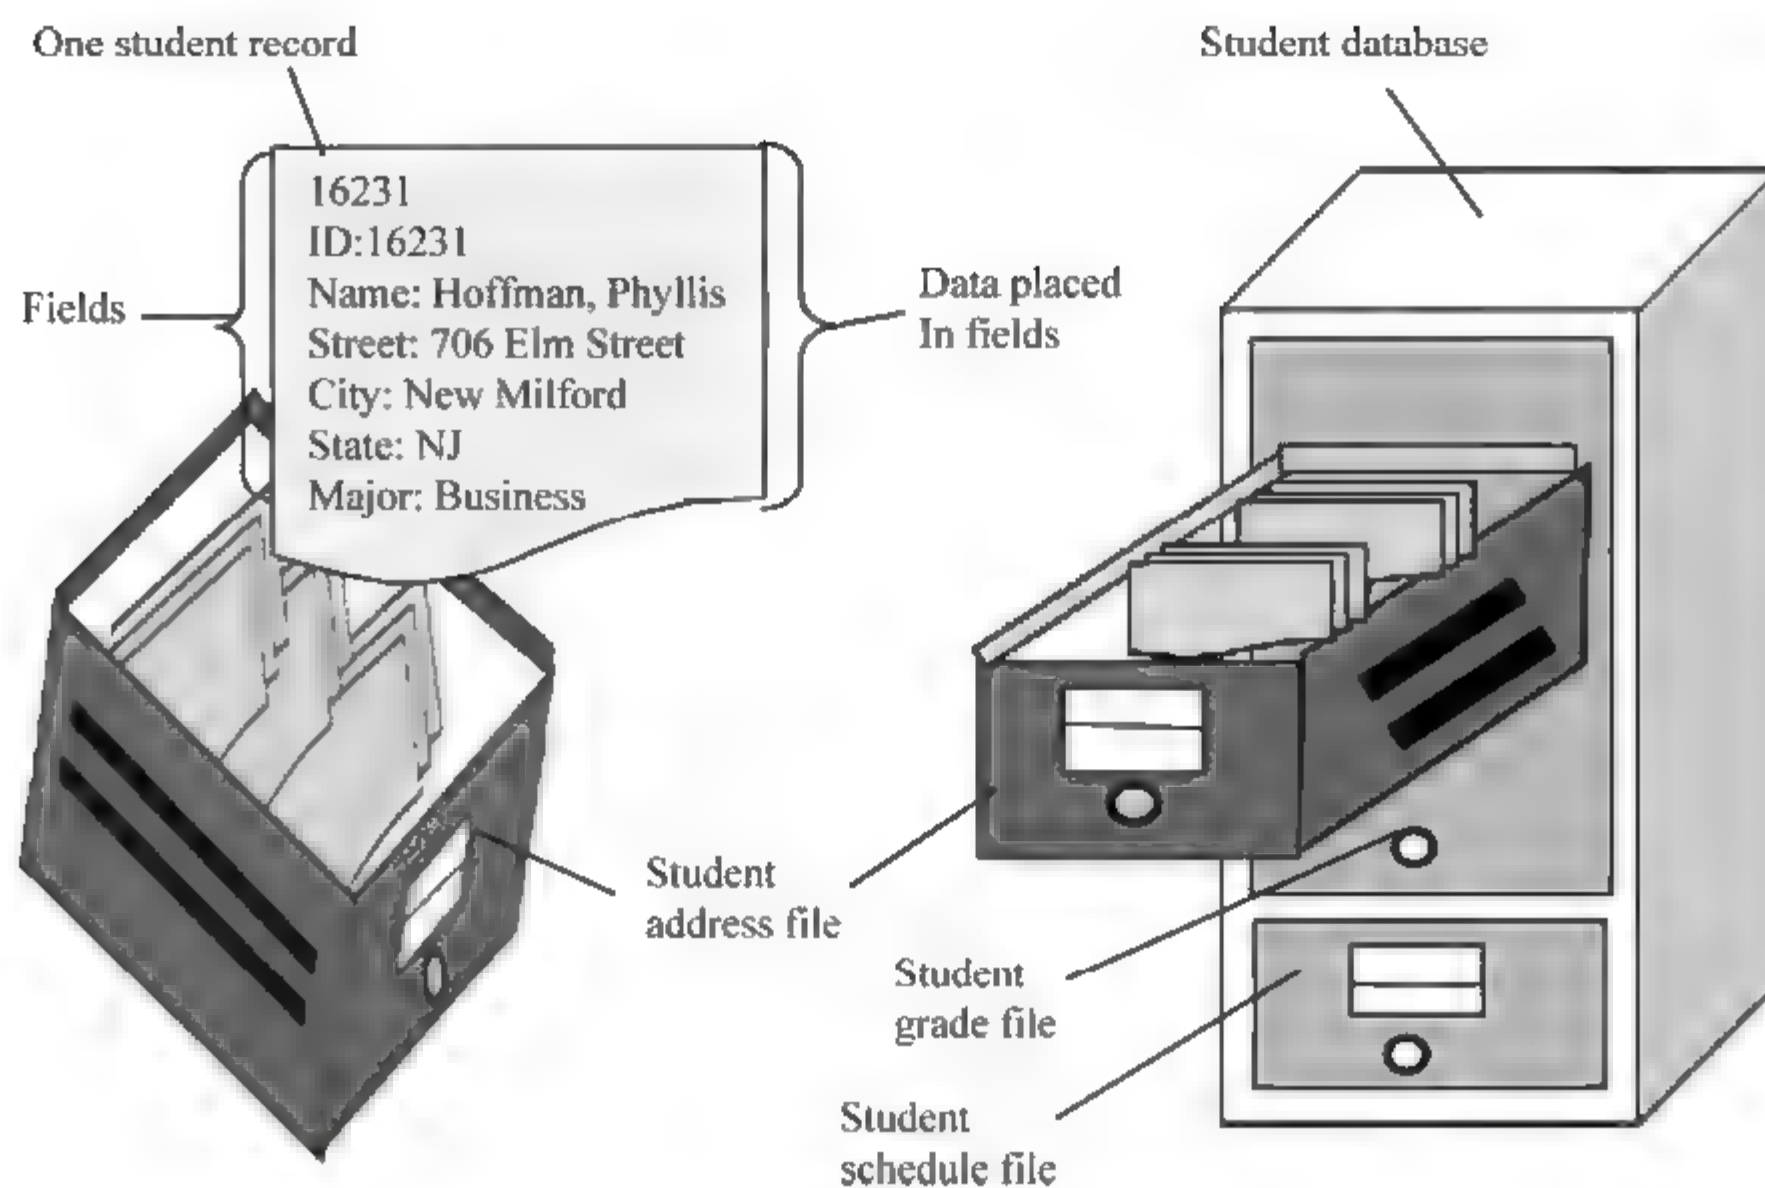 One student record
Student database
16231
ID:16231
Name: Hoffman, Phyllis
Street: 706 Elm Street
City: New Milford
State: NJ
Major: Business
Fields
Data placed
In fields
Student
address file
Student
grade file
Student
schedule file